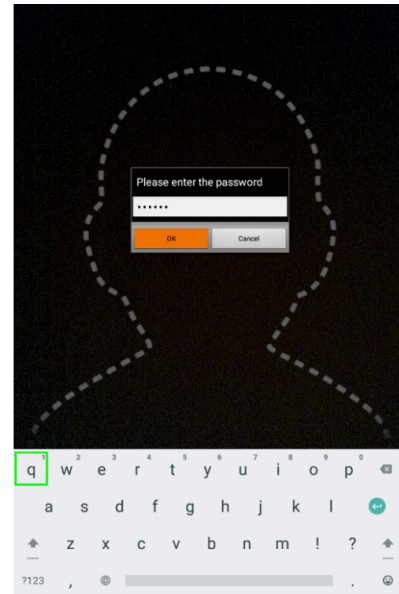 Please enter the password
••••••
OK Cancel
1 2 3 4 5 6 7 8 9 0
q w e r t y u i o p
a s d f g h j k l
z x c v b n m ! ?
?123 , .